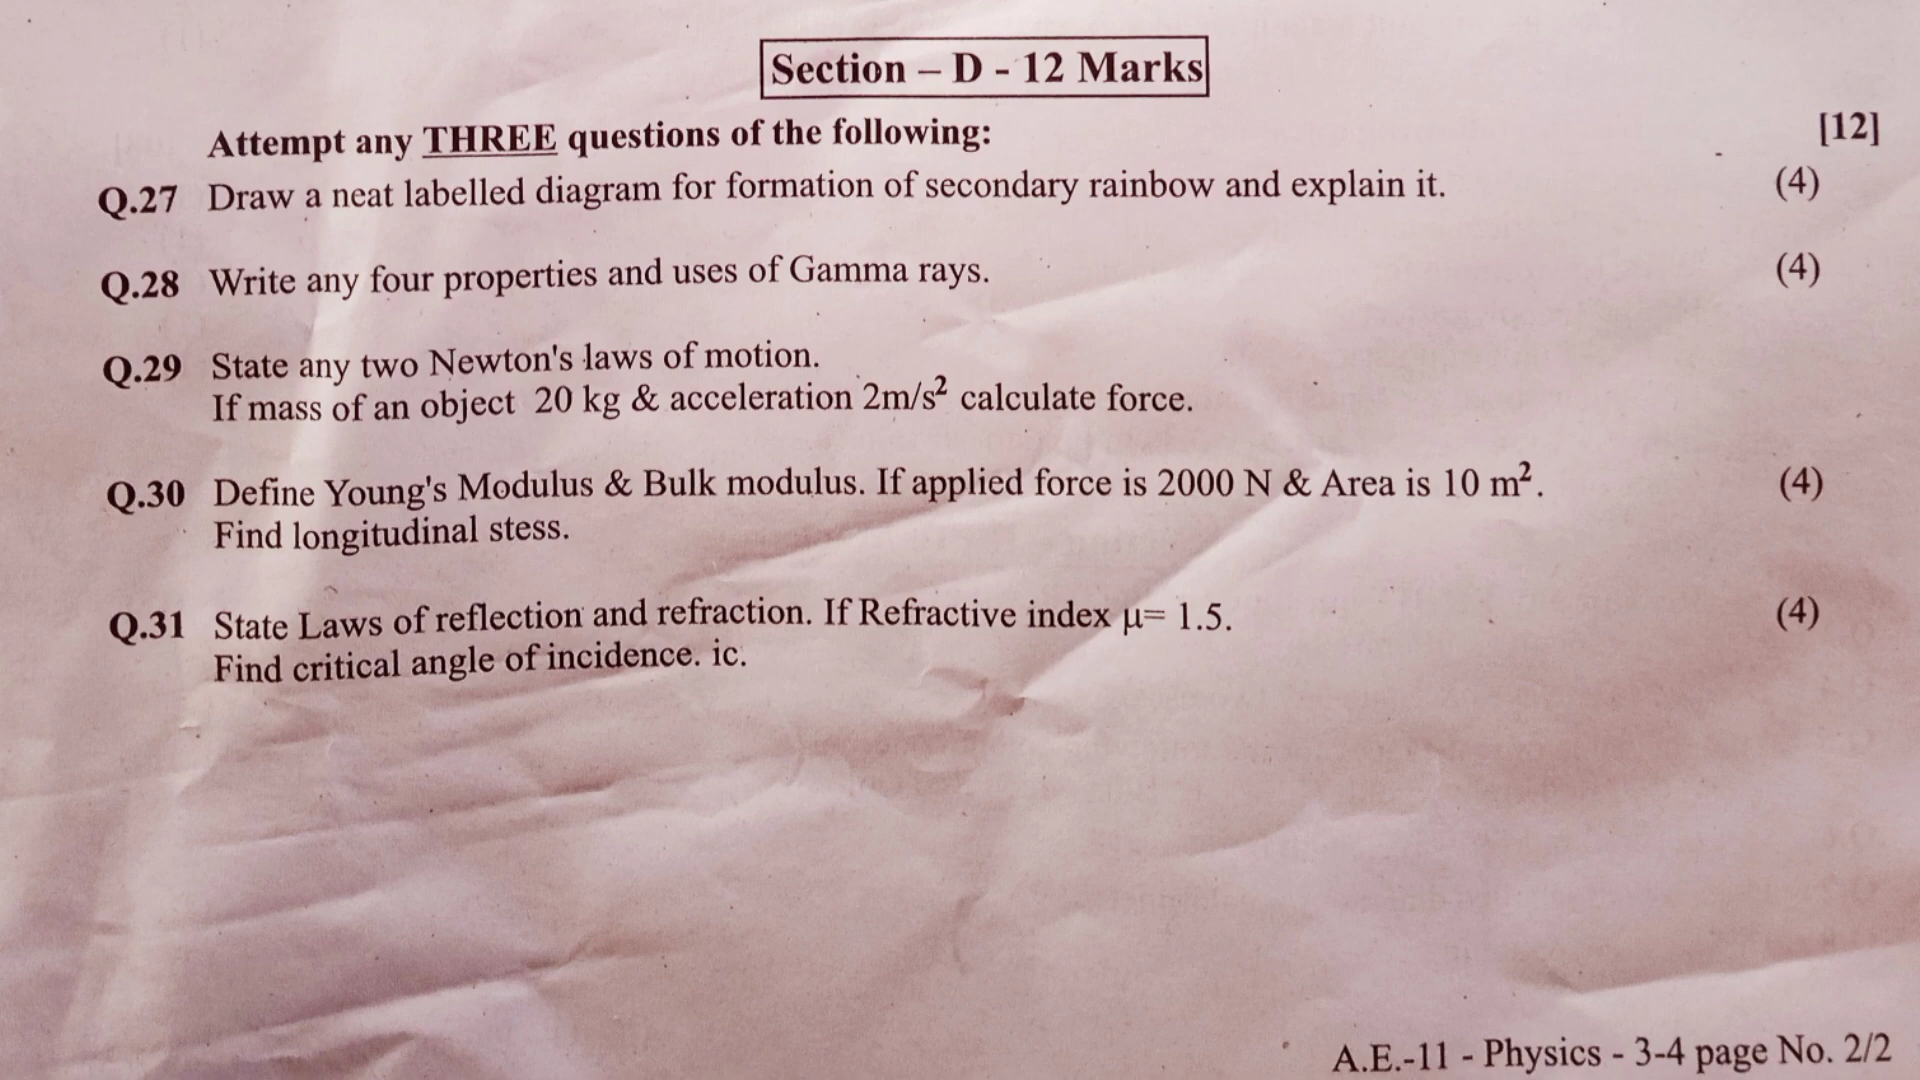 Section – D - 12 Marks
Attempt any THREE questions of the following: [12]
Q.27 Draw a neat labelled diagram for formation of secondary rainbow and explain it. (4)
Q.28 Write any four properties and uses of Gamma rays. (4)
Q.29 State any two Newton's laws of motion.
If mass of an object 20 kg & acceleration 2m/s² calculate force.
Q.30 Define Young's Modulus & Bulk modulus. If applied force is 2000 N & Area is 10 m². (4)
Find longitudinal stess.
Q.31 State Laws of reflection and refraction. If Refractive index μ= 1.5. (4)
Find critical angle of incidence. ic.
A.E.-11 - Physics - 3-4 page No. 2/2